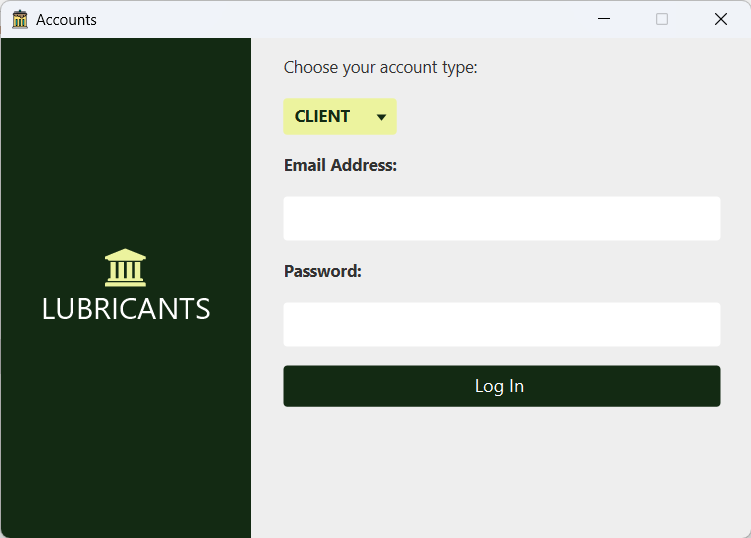 Accounts
Choose your account type:
CLIENT
Email Address:
LUBRICANTS
Password:
Log In